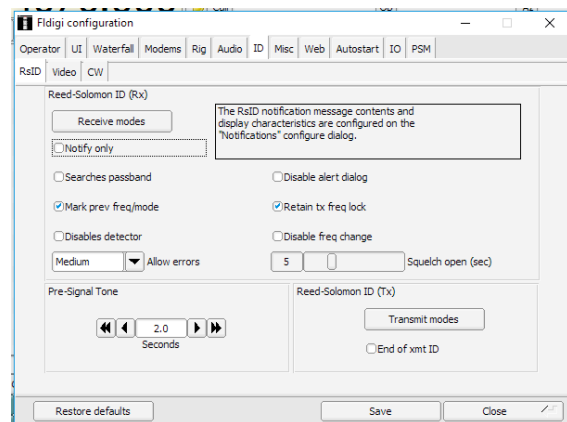 Fldigi configuration
Operator UI Waterfall Modems Rig Audio ID Misc Web Autostart IO PSM
RsID Video CW
Reed-Solomon ID (Rx)
Receive modes
The RsID notification message contents and
display characteristics are configured on the
"Notifications" configure dialog.
Notify only
Searches passband
Disable alert dialog
Mark prev freq/mode
Retain tx freq lock
Disables detector
Disable freq change
Medium Allow errors
5 Squelch open (sec)
Pre-Signal Tone
2.0
Seconds
Reed-Solomon ID (Tx)
Transmit modes
End of xmt ID
Restore defaults Save Close